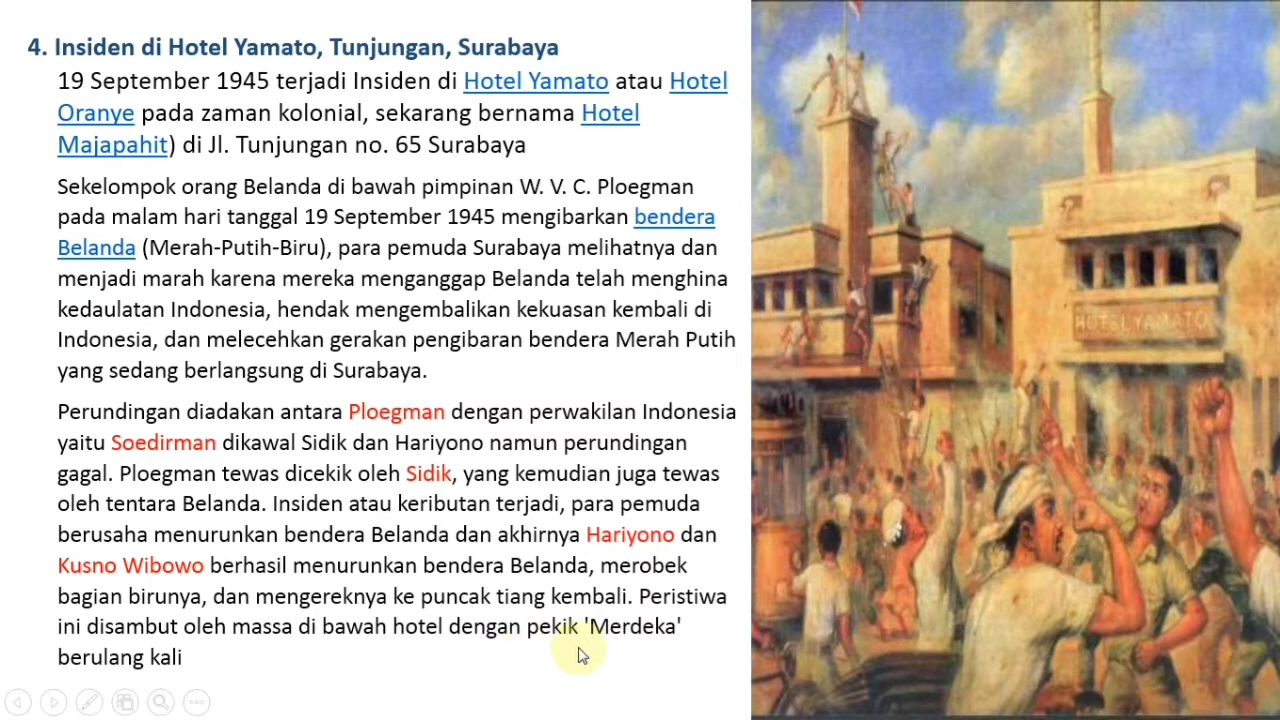 4. Insiden di Hotel Yamato, Tunjungan, Surabaya
19 September 1945 terjadi Insiden di Hotel Yamato atau Hotel
Oranye pada zaman kolonial, sekarang bernama Hotel
Majapahit) di Jl. Tunjungan no. 65 Surabaya
Sekelompok orang Belanda di bawah pimpinan W. V. C. Ploegman
pada malam hari tanggal 19 September 1945 mengibarkan bendera
Belanda (Merah-Putih-Biru), para pemuda Surabaya melihatnya dan
menjadi marah karena mereka menganggap Belanda telah menghina
kedaulatan Indonesia, hendak mengembalikan kekuasan kembali di
Indonesia, dan melecehkan gerakan pengibaran bendera Merah Putih
yang sedang berlangsung di Surabaya.
Perundingan diadakan antara Ploegman dengan perwakilan Indonesia
yaitu Soedirman dikawal Sidik dan Hariyono namun perundingan
gagal. Ploegman tewas dicekik oleh Sidik, yang kemudian juga tewas
oleh tentara Belanda. Insiden atau keributan terjadi, para pemuda
berusaha menurunkan bendera Belanda dan akhirnya Hariyono dan
Kusno Wibowo berhasil menurunkan bendera Belanda, merobek
bagian birunya, dan mengereknya ke puncak tiang kembali. Peristiwa
ini disambut oleh massa di bawah hotel dengan pekik 'Merdeka'
berulang kali
HOTEL YAMATO